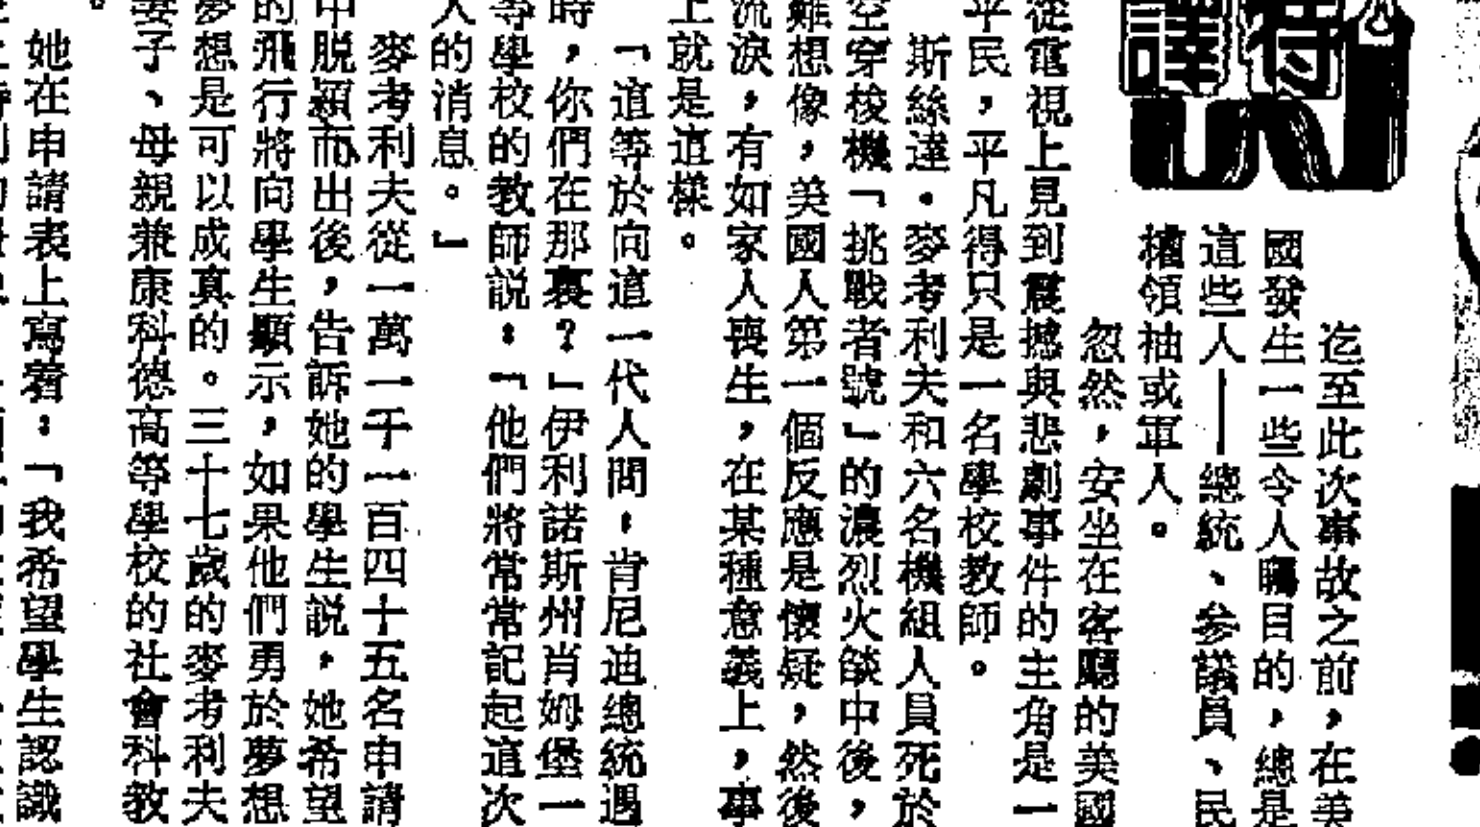 特譯
迄至此次事故之前，在美
國發生一些令人矚目的，總是
這些人——總統、參議員、民
權領袖或軍人。
忽然，安坐在客廳的美國
從電視上見到震撼與悲劇事件的主角是一
平民，平凡得只是一名學校教師。
斯絲達・麥考利夫和六名機組人員死於
空穿梭機「挑戰者號」的濃烈火燄中後，
難想像，美國人第一個反應是懷疑，然後
流淚，有如家人喪生，在某種意義上，事
上就是這樣。
「這等於向這一代人問，肯尼迪總統遇
時，你們在那裏？」伊利諾斯州肖姆堡一
等學校的教師説：「他們將常常記起這次
人的消息。」
麥考利夫從一萬一千一百四十五名申請
中脱穎而出後，告訴她的學生説，她希望
的飛行將向學生顯示，如果他們勇於夢想
夢想是可以成真的。三十七歲的麥考利夫
妻子、母親兼康科德高等學校的社會科教
。
她在申請表上寫着：「我希望學生認識